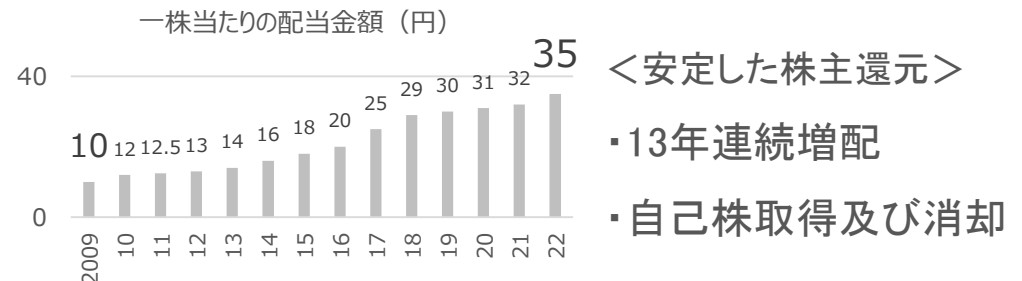 一株当たりの配当金額（円）
40
10 12 12.5 13 14 16 18 20 25 29 30 31 32 35
0
2009 10 11 12 13 14 15 16 17 18 19 20 21 22
＜安定した株主還元＞
・13年連続増配
・自己株取得及び消却